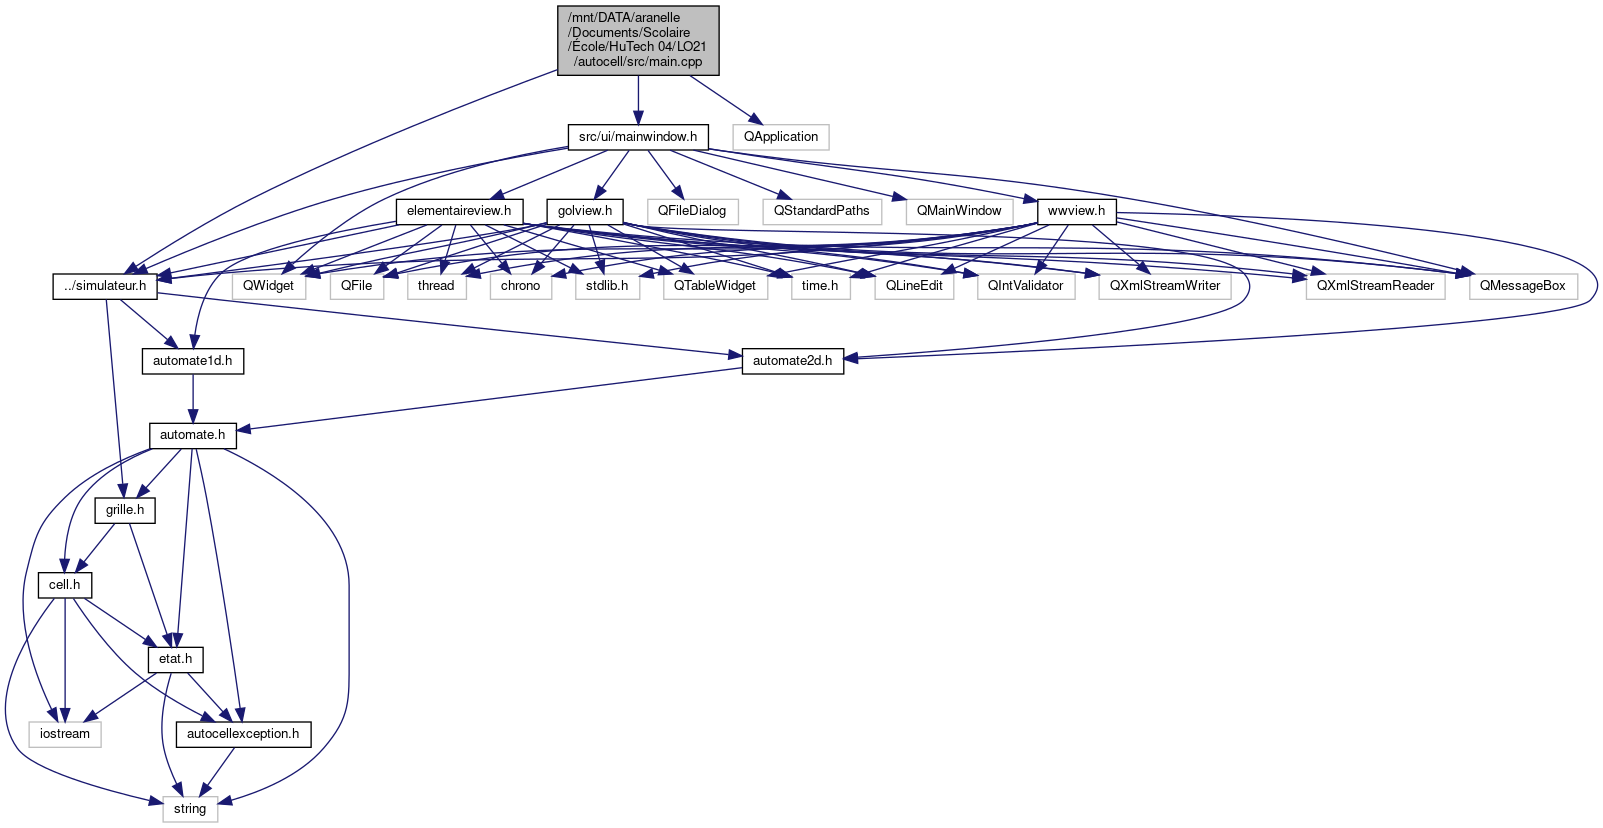 /mnt/DATA/aranelle
/Documents/Scolaire
/École/HuTech 04/LO21
/autocell/src/main.cpp
src/ui/mainwindow.h
QApplication
elementaireview.h
golview.h
QFileDialog
QStandardPaths
QMainWindow
wwview.h
../simulateur.h
QWidget
QFile
thread
chrono
stdlib.h
QTableWidget
time.h
QLineEdit
QIntValidator
QXmlStreamWriter
QXmlStreamReader
QMessageBox
automate1d.h
automate2d.h
automate.h
grille.h
cell.h
etat.h
iostream
autocellexception.h
string